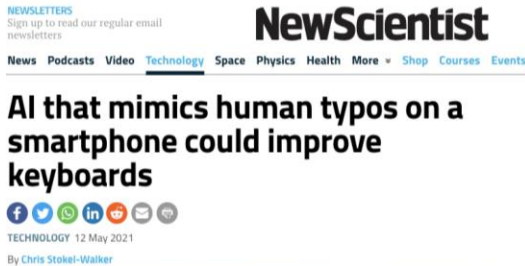 NEWSLETTERS
Sign up to read our regular email
newsletters
NewScientist
News Podcasts Video Technology Space Physics Health More Shop Courses Events
AI that mimics human typos on a
smartphone could improve
keyboards
TECHNOLOGY 12 May 2021
By Chris Stokel-Walker